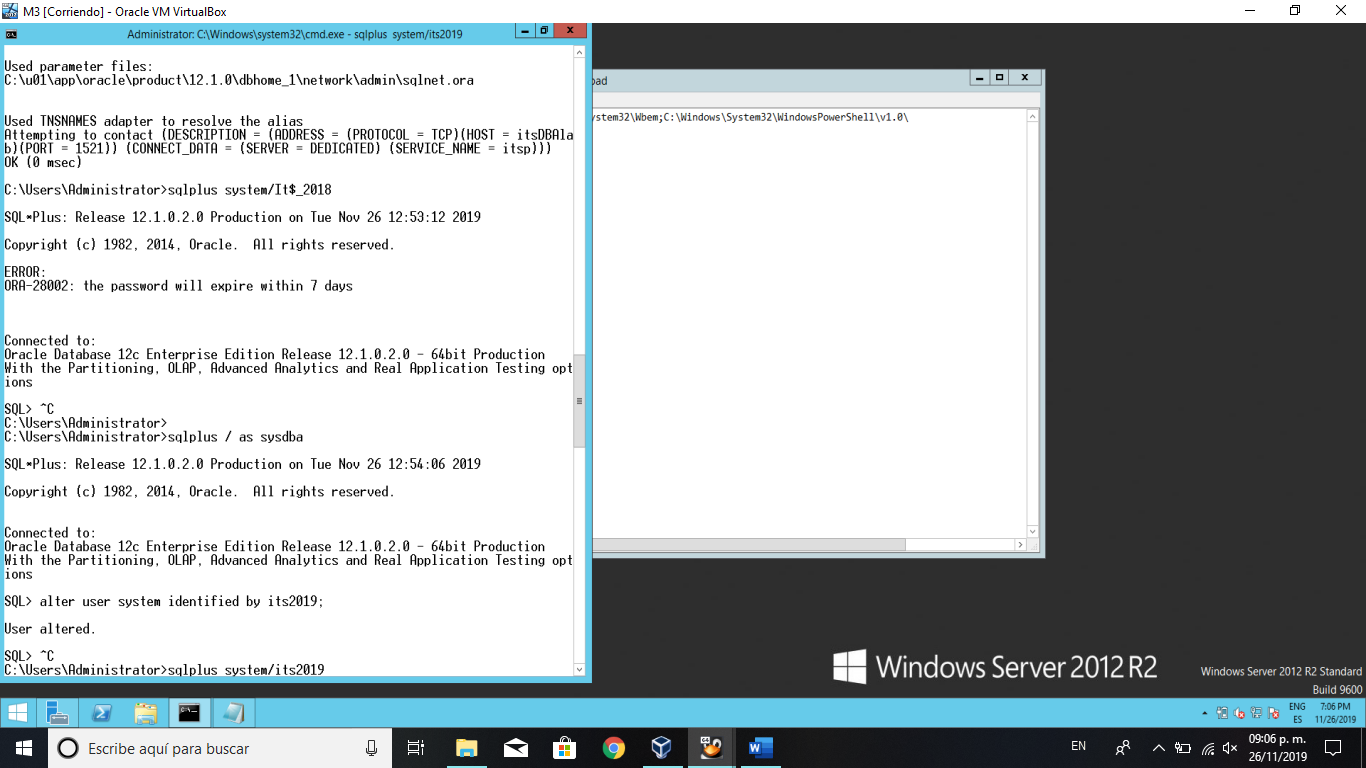 M3 [Corriendo] - Oracle VM VirtualBox
Administrator: C:\Windows\system32\cmd.exe - sqlplus  system/its2019
Used parameter files:
C:\u01\app\oracle\product\12.1.0\dbhome_1\network\admin\sqlnet.ora
Used TNSNAMES adapter to resolve the alias
Attempting to contact (DESCRIPTION = (ADDRESS = (PROTOCOL = TCP)(HOST = itsDBAla
b)(PORT = 1521)) (CONNECT_DATA = (SERVER = DEDICATED) (SERVICE_NAME = itsp)))
OK (0 msec)
C:\Users\Administrator>sqlplus system/It$_2018
SQL*Plus: Release 12.1.0.2.0 Production on Tue Nov 26 12:53:12 2019
Copyright (c) 1982, 2014, Oracle.  All rights reserved.
ERROR:
ORA-28002: the password will expire within 7 days
Connected to:
Oracle Database 12c Enterprise Edition Release 12.1.0.2.0 - 64bit Production
With the Partitioning, OLAP, Advanced Analytics and Real Application Testing opt
ions
SQL> ^C
C:\Users\Administrator>
C:\Users\Administrator>sqlplus / as sysdba
SQL*Plus: Release 12.1.0.2.0 Production on Tue Nov 26 12:54:06 2019
Copyright (c) 1982, 2014, Oracle.  All rights reserved.
Connected to:
Oracle Database 12c Enterprise Edition Release 12.1.0.2.0 - 64bit Production
With the Partitioning, OLAP, Advanced Analytics and Real Application Testing opt
ions
SQL> alter user system identified by its2019;
User altered.
SQL> ^C
C:\Users\Administrator>sqlplus system/its2019
pad
ystem32\Wbem;C:\Windows\System32\WindowsPowerShell\v1.0\
Windows Server 2012 R2
Windows Server 2012 R2 Standard
Build 9600
ENG
ES
7:06 PM
11/26/2019
Escribe aquí para buscar
EN
09:06 p. m.
26/11/2019